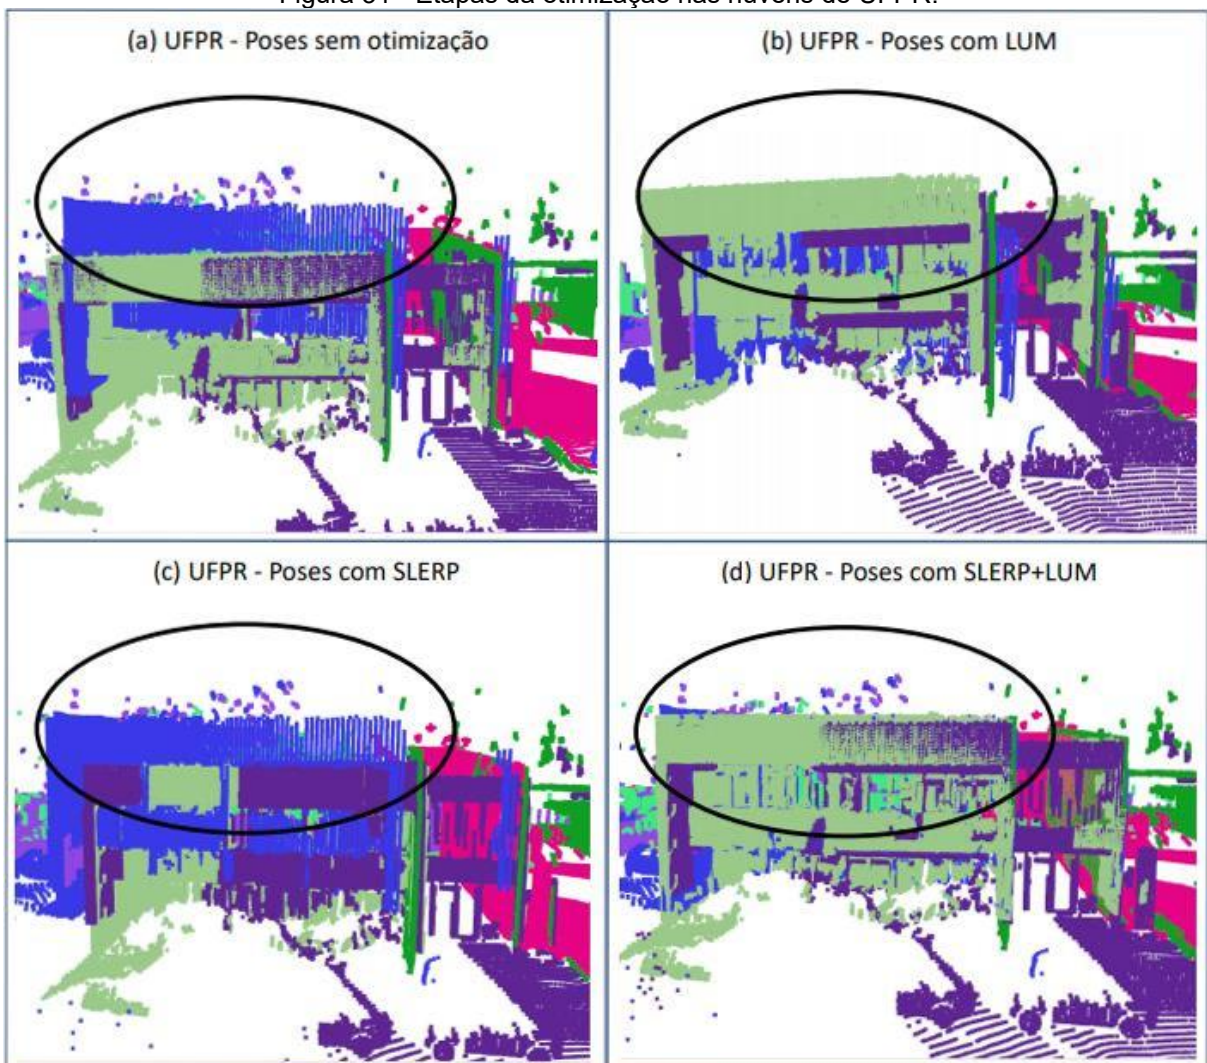 (a) UFPR - Poses sem otimização
(b) UFPR - Poses com LUM
(c) UFPR - Poses com SLERP
(d) UFPR - Poses com SLERP+LUM